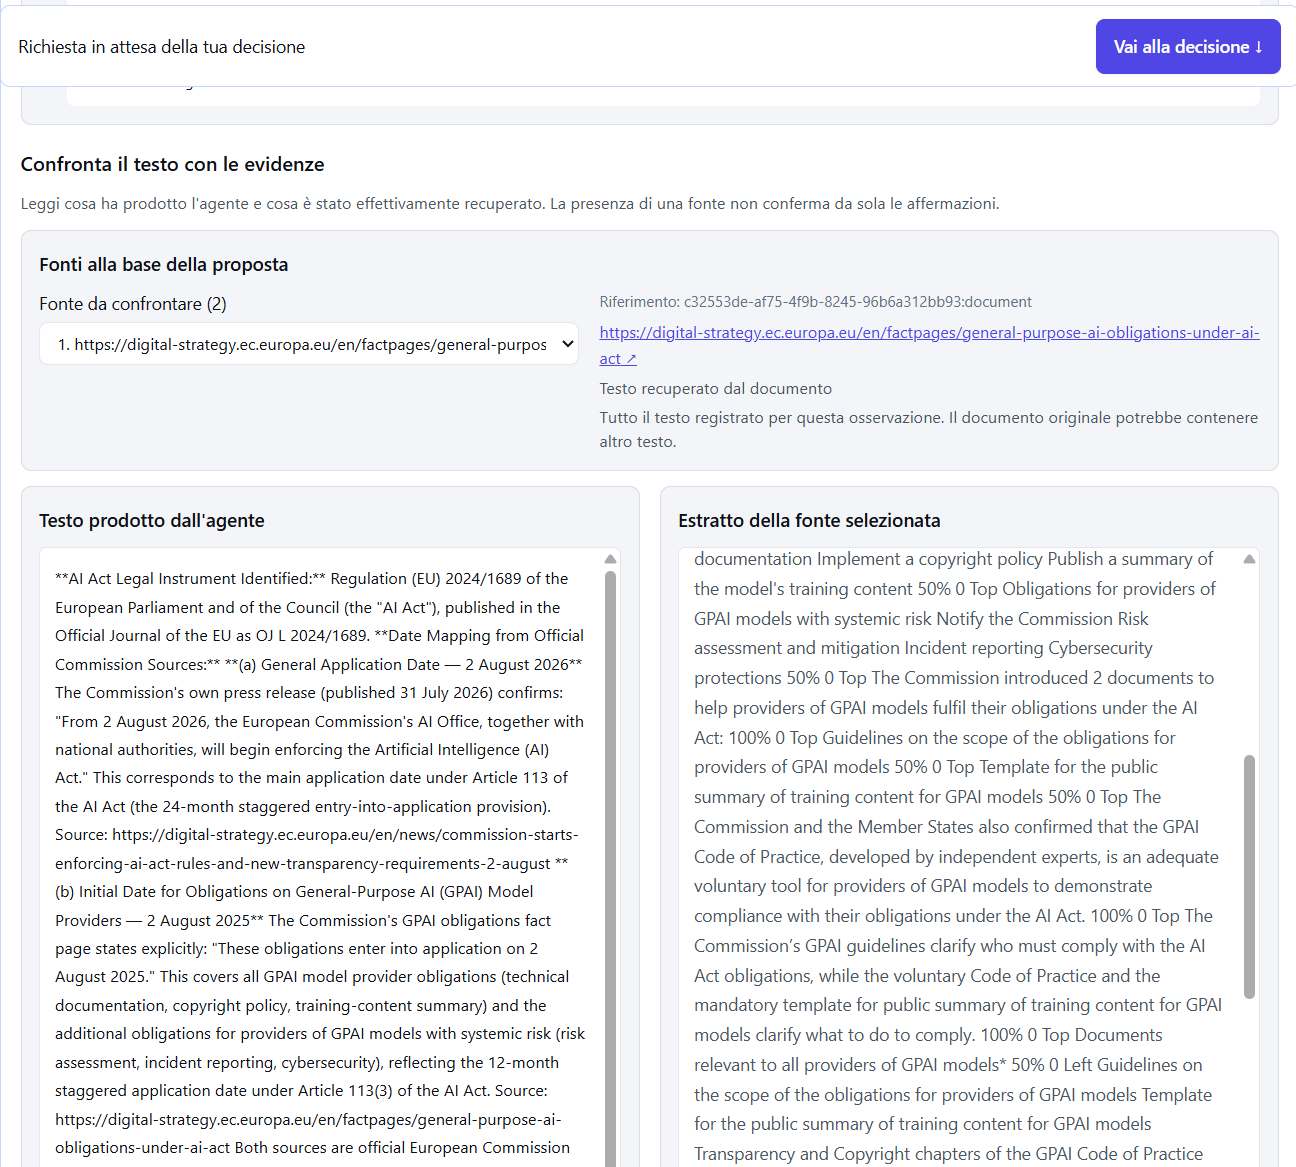 Richiesta in attesa della tua decisione
Vai alla decisione ↓
Confronta il testo con le evidenze
Leggi cosa ha prodotto l'agente e cosa è stato effettivamente recuperato. La presenza di una fonte non conferma da sola le affermazioni.
Fonti alla base della proposta
Fonte da confrontare (2)
1. https://digital-strategy.ec.europa.eu/en/factpages/general-purpos
Riferimento: c32553de-af75-4f9b-8245-96b6a312bb93:document
https://digital-strategy.ec.europa.eu/en/factpages/general-purpose-ai-obligations-under-ai-
act ↗
Testo recuperato dal documento
Tutto il testo registrato per questa osservazione. Il documento originale potrebbe contenere
altro testo.
Testo prodotto dall'agente
**AI Act Legal Instrument Identified:** Regulation (EU) 2024/1689 of the
European Parliament and of the Council (the "AI Act"), published in the
Official Journal of the EU as OJ L 2024/1689. **Date Mapping from Official
Commission Sources:** **(a) General Application Date — 2 August 2026**
The Commission's own press release (published 31 July 2026) confirms:
"From 2 August 2026, the European Commission's AI Office, together with
national authorities, will begin enforcing the Artificial Intelligence (AI)
Act." This corresponds to the main application date under Article 113 of
the AI Act (the 24-month staggered entry-into-application provision).
Source: https://digital-strategy.ec.europa.eu/en/news/commission-starts-
enforcing-ai-act-rules-and-new-transparency-requirements-2-august **
(b) Initial Date for Obligations on General-Purpose AI (GPAI) Model
Providers — 2 August 2025** The Commission's GPAI obligations fact
page states explicitly: "These obligations enter into application on 2
August 2025." This covers all GPAI model provider obligations (technical
documentation, copyright policy, training-content summary) and the
additional obligations for providers of GPAI models with systemic risk (risk
assessment, incident reporting, cybersecurity), reflecting the 12-month
staggered application date under Article 113(3) of the AI Act. Source:
https://digital-strategy.ec.europa.eu/en/factpages/general-purpose-ai-
obligations-under-ai-act Both sources are official European Commission
Estratto della fonte selezionata
documentation Implement a copyright policy Publish a summary of
the model's training content 50% 0 Top Obligations for providers of
GPAI models with systemic risk Notify the Commission Risk
assessment and mitigation Incident reporting Cybersecurity
protections 50% 0 Top The Commission introduced 2 documents to
help providers of GPAI models fulfil their obligations under the AI
Act: 100% 0 Top Guidelines on the scope of the obligations for
providers of GPAI models 50% 0 Top Template for the public
summary of training content for GPAI models 50% 0 Top The
Commission and the Member States also confirmed that the GPAI
Code of Practice, developed by independent experts, is an adequate
voluntary tool for providers of GPAI models to demonstrate
compliance with their obligations under the AI Act. 100% 0 Top The
Commission’s GPAI guidelines clarify who must comply with the AI
Act obligations, while the voluntary Code of Practice and the
mandatory template for public summary of training content for GPAI
models clarify what to do to comply. 100% 0 Top Documents
relevant to all providers of GPAI models* 50% 0 Left Guidelines on
the scope of the obligations for providers of GPAI models Template
for the public summary of training content for GPAI models
Transparency and Copyright chapters of the GPAI Code of Practice